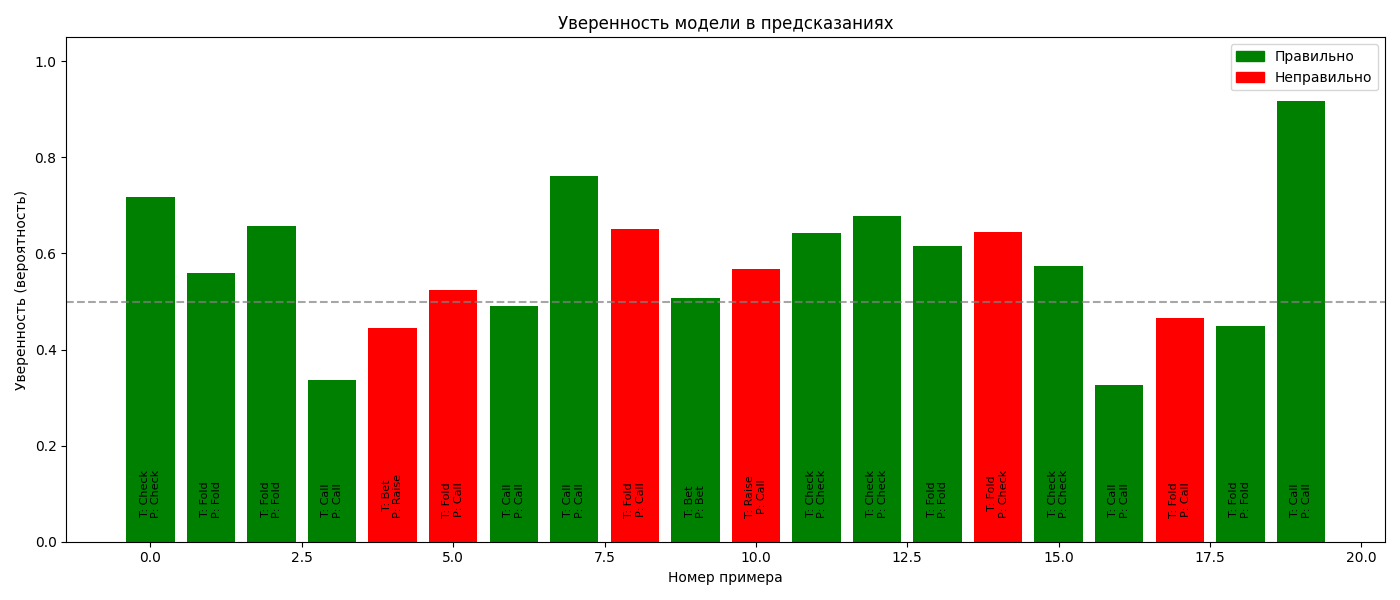 Уверенность модели в предсказаниях
Правильно
Неправильно
Уверенность (вероятность)
1.0
0.8
0.6
0.4
0.2
0.0
T: Check
P: Check
T: Fold
P: Fold
T: Fold
P: Fold
T: Call
P: Call
T: Bet
P: Raise
T: Fold
P: Call
T: Call
P: Call
T: Call
P: Call
T: Fold
P: Call
T: Bet
P: Bet
T: Raise
P: Call
T: Check
P: Check
T: Check
P: Check
T: Fold
P: Fold
T: Fold
P: Check
T: Check
P: Check
T: Call
P: Call
T: Fold
P: Call
T: Fold
P: Fold
T: Call
P: Call
0.0 2.5 5.0 7.5 10.0 12.5 15.0 17.5 20.0
Номер примера